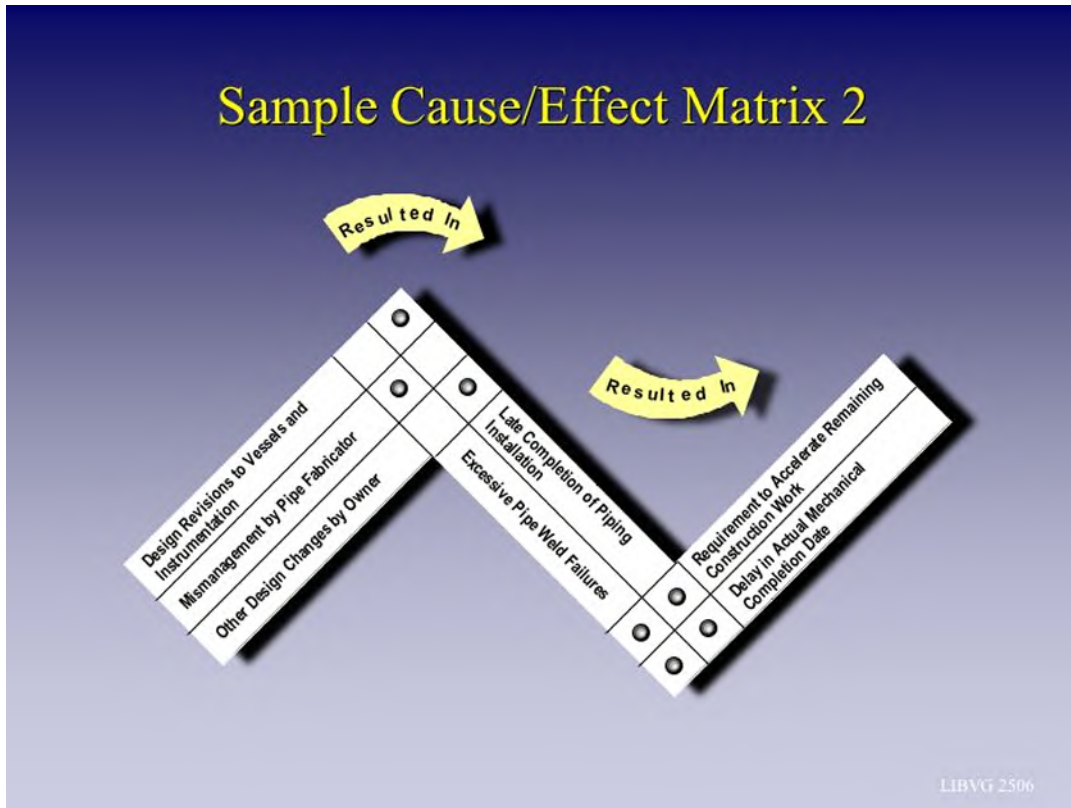 Sample Cause/Effect Matrix 2
Resulted In
Resulted In
Design Revisions to Vessels and
Instrumentation
Mismanagement by Pipe Fabricator
Other Design Changes by Owner
Late Completion of Piping
Installation
Excessive Pipe Weld Failures
Requirement to Accelerate Remaining
Construction Work
Delay in Actual Mechanical
Completion Date
LIBVG 2506